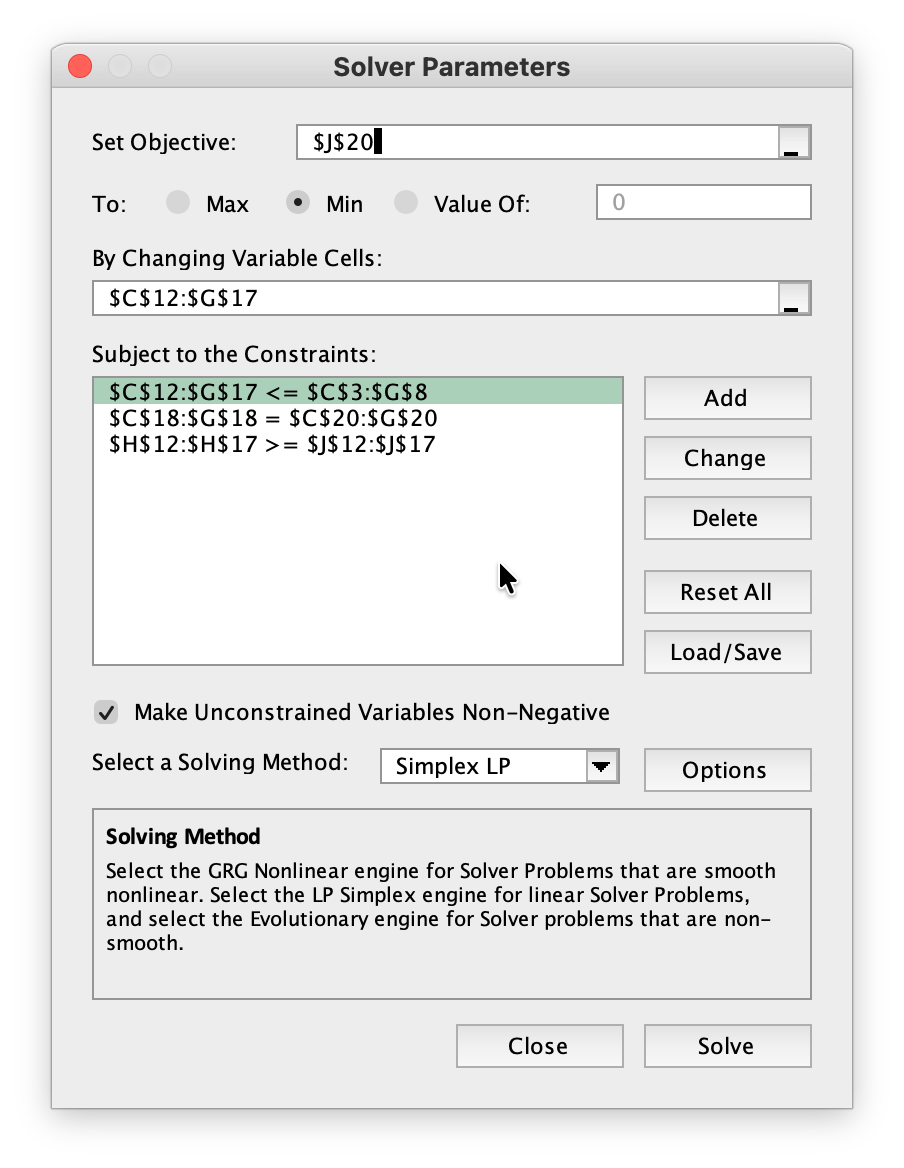 Solver Parameters
Set Objective: $J$20 _
To: Max Min Value Of: 0
By Changing Variable Cells:
$C$12:$G$17 _
Subject to the Constraints:
$C$12:$G$17 <= $C$3:$G$8
$C$18:$G$18 = $C$20:$G$20
$H$12:$H$17 >= $J$12:$J$17
Add
Change
Delete
Reset All
Load/Save
Make Unconstrained Variables Non-Negative
Select a Solving Method: Simplex LP Options
Solving Method
Select the GRG Nonlinear engine for Solver Problems that are smooth
nonlinear. Select the LP Simplex engine for linear Solver Problems,
and select the Evolutionary engine for Solver problems that are non-
smooth.
Close Solve